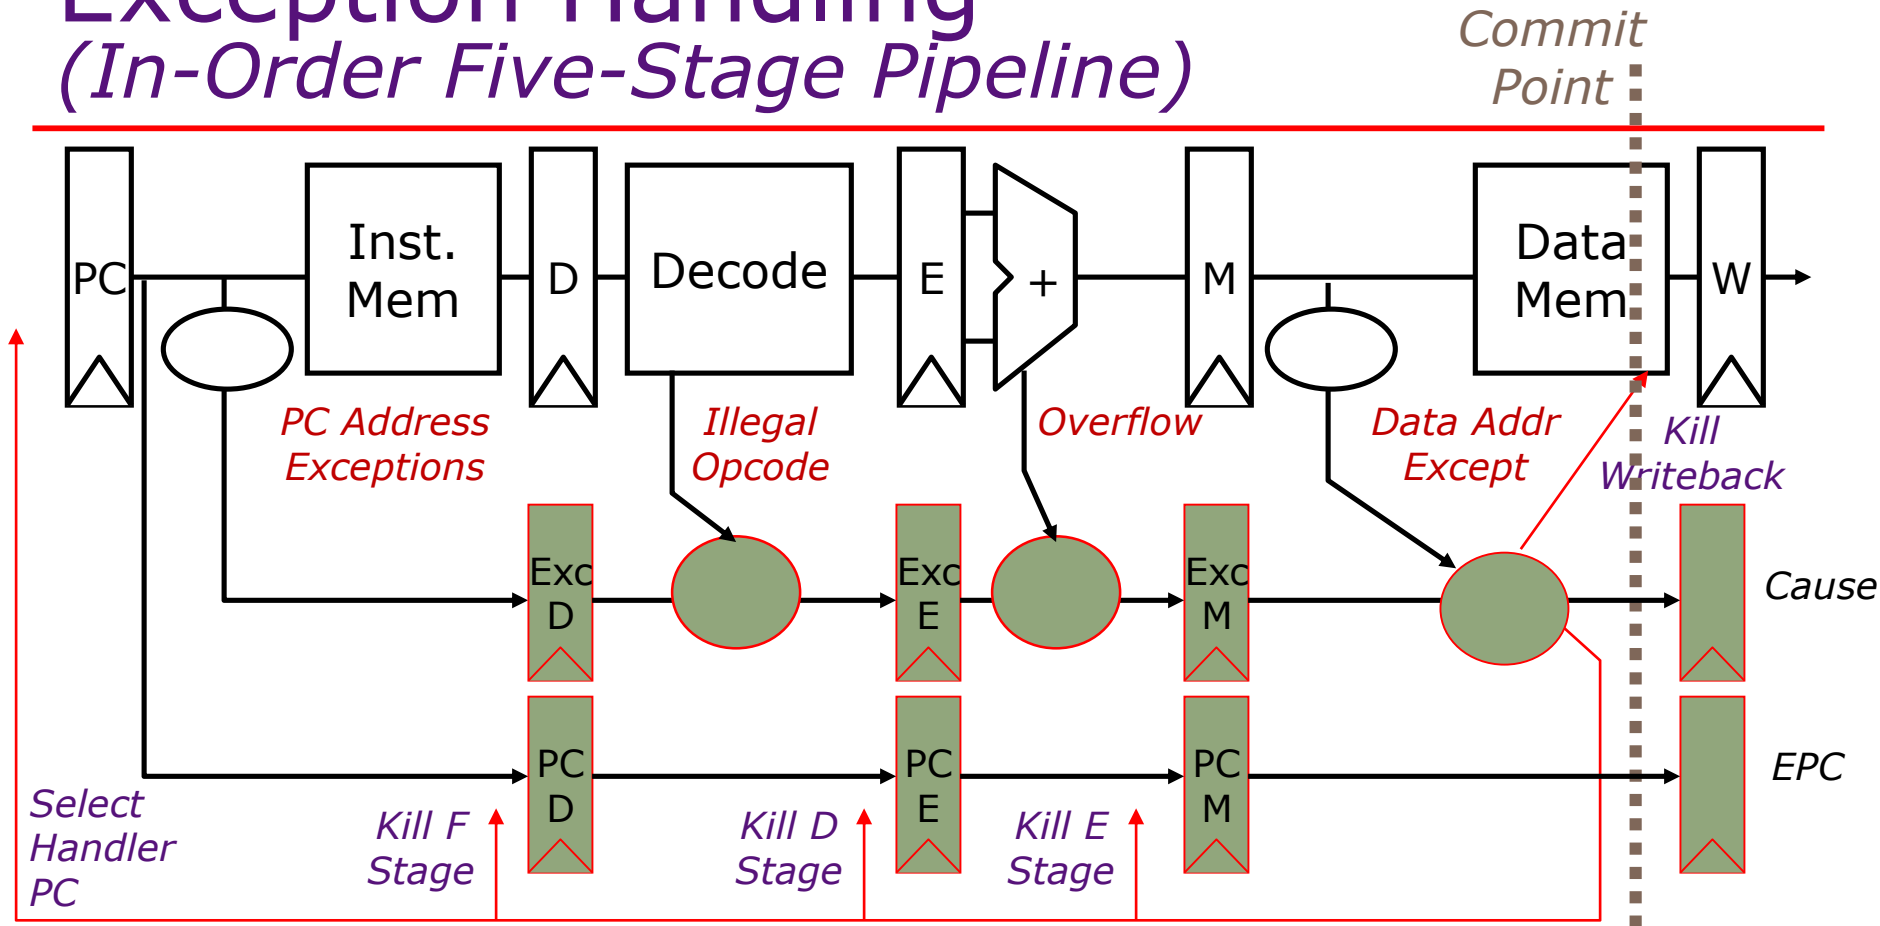 Exception Handling
(In-Order Five-Stage Pipeline)
Commit
Point
PC
Inst.
Mem
D
Decode
E
+
M
Data
Mem
W
PC Address
Exceptions
Illegal
Opcode
Overflow
Data Addr
Except
Kill
Writeback
Exc
D
Exc
E
Exc
M
Cause
PC
D
PC
E
PC
M
EPC
Select
Handler
PC
Kill F
Stage
Kill D
Stage
Kill E
Stage